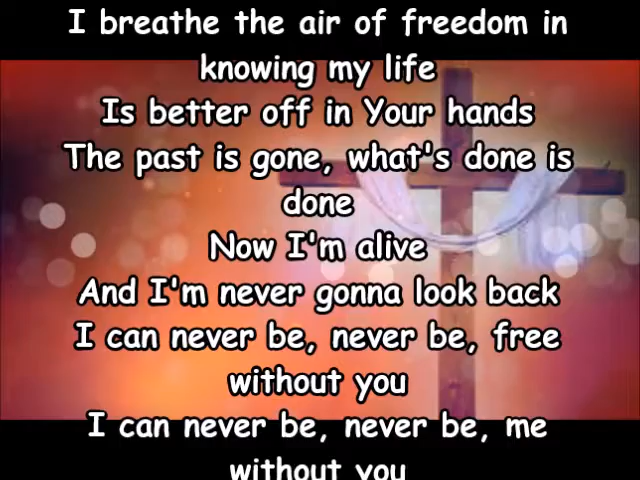 I breathe the air of freedom in
knowing my life
Is better off in Your hands
The past is gone, what's done is
done
Now I'm alive
And I'm never gonna look back
I can never be, never be, free
without you
I can never be, never be, me
without you